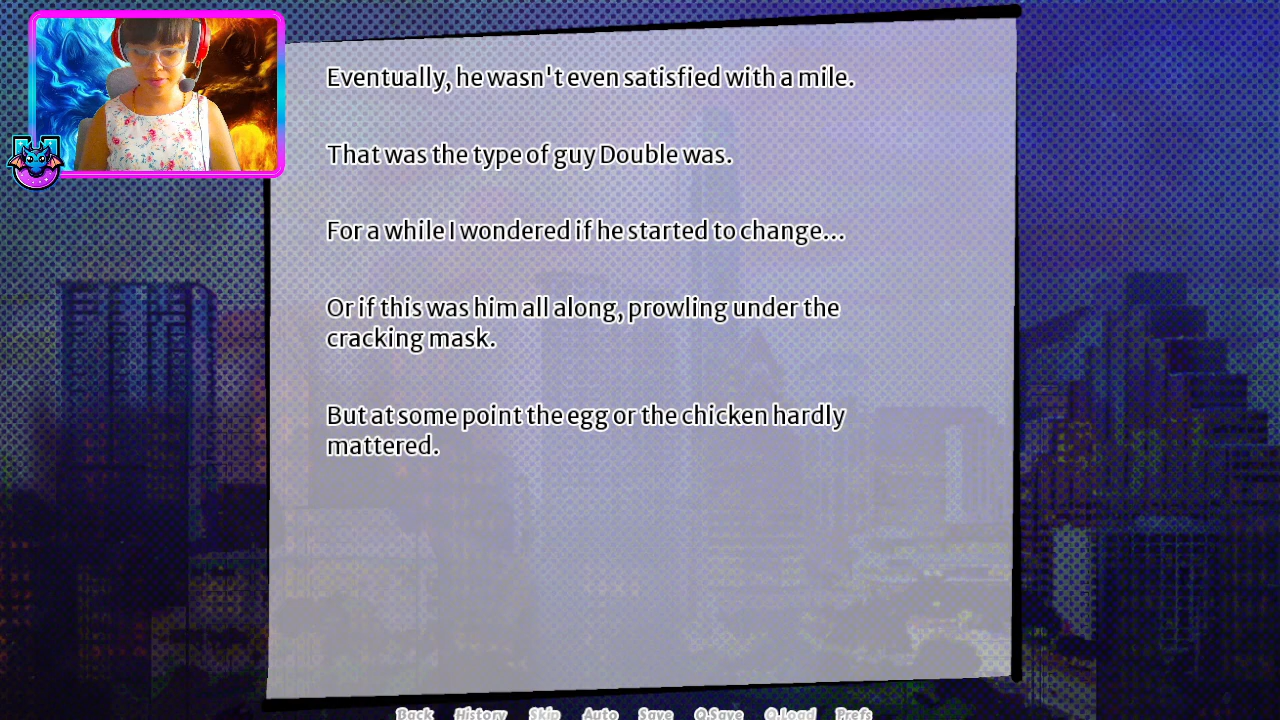 Eventually, he wasn't even satisfied with a mile.
That was the type of guy Double was.
For a while I wondered if he started to change...
Or if this was him all along, prowling under the
cracking mask.
But at some point the egg or the chicken hardly
mattered.
Back History Skip Auto Save Q.Save Q.Load Prefs